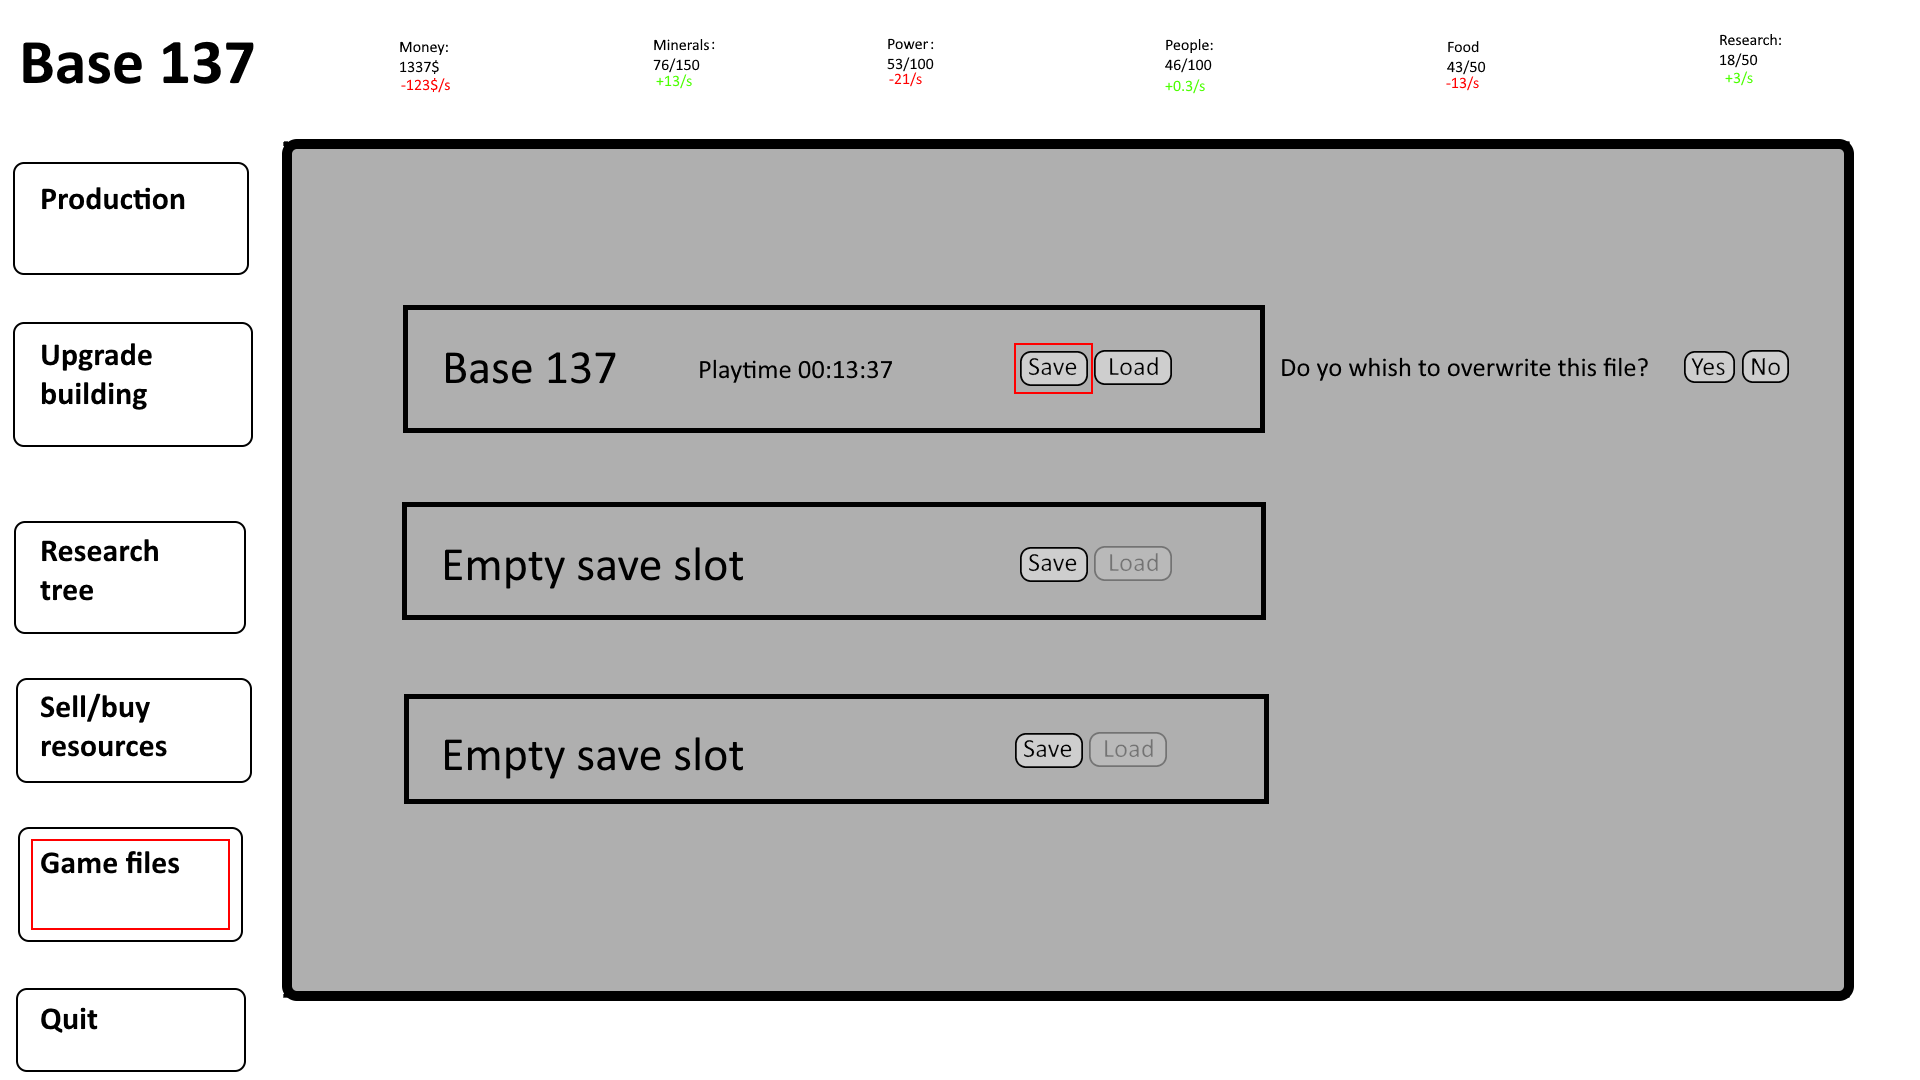 Base 137
Money:
1337$
-123$/s
Minerals:
76/150
+13/s
Power:
53/100
-21/s
People:
46/100
+0.3/s
Food
43/50
-13/s
Research:
18/50
+3/s
Production
Upgrade
building
Research
tree
Sell/buy
resources
Game files
Quit
Base 137 Playtime 00:13:37 Save Load Do yo whish to overwrite this file? Yes No
Empty save slot Save Load
Empty save slot Save Load